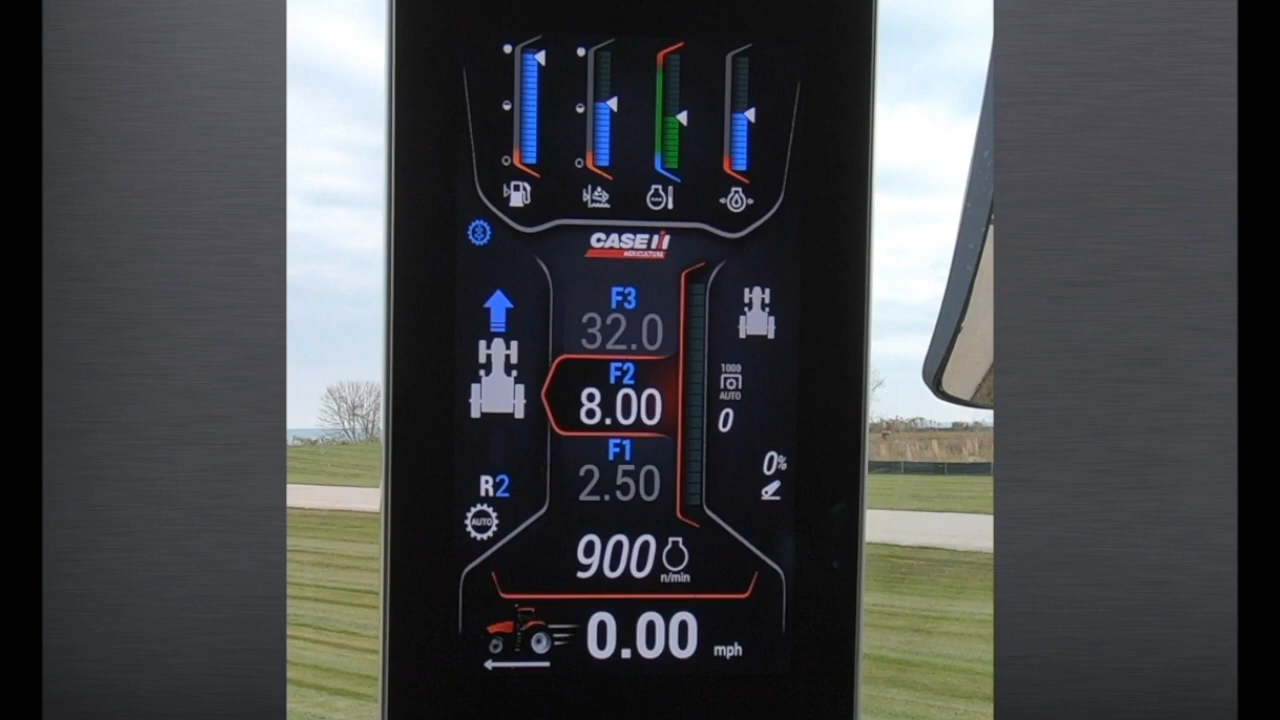 CASE IH
AGRICULTURE
F3
32.0
F2
8.00
F1
2.50
1000
AUTO
0
0%
R2
AUTO
900 n/min
0.00 mph